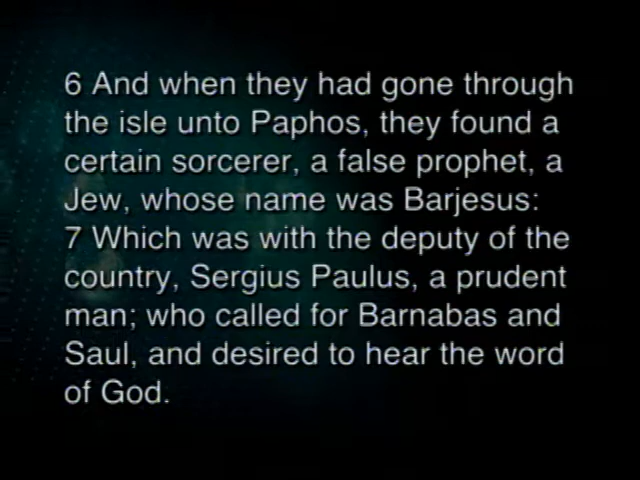 6 And when they had gone through
the isle unto Paphos, they found a
certain sorcerer, a false prophet, a
Jew, whose name was Barjesus:
7 Which was with the deputy of the
country, Sergius Paulus, a prudent
man; who called for Barnabas and
Saul, and desired to hear the word
of God.